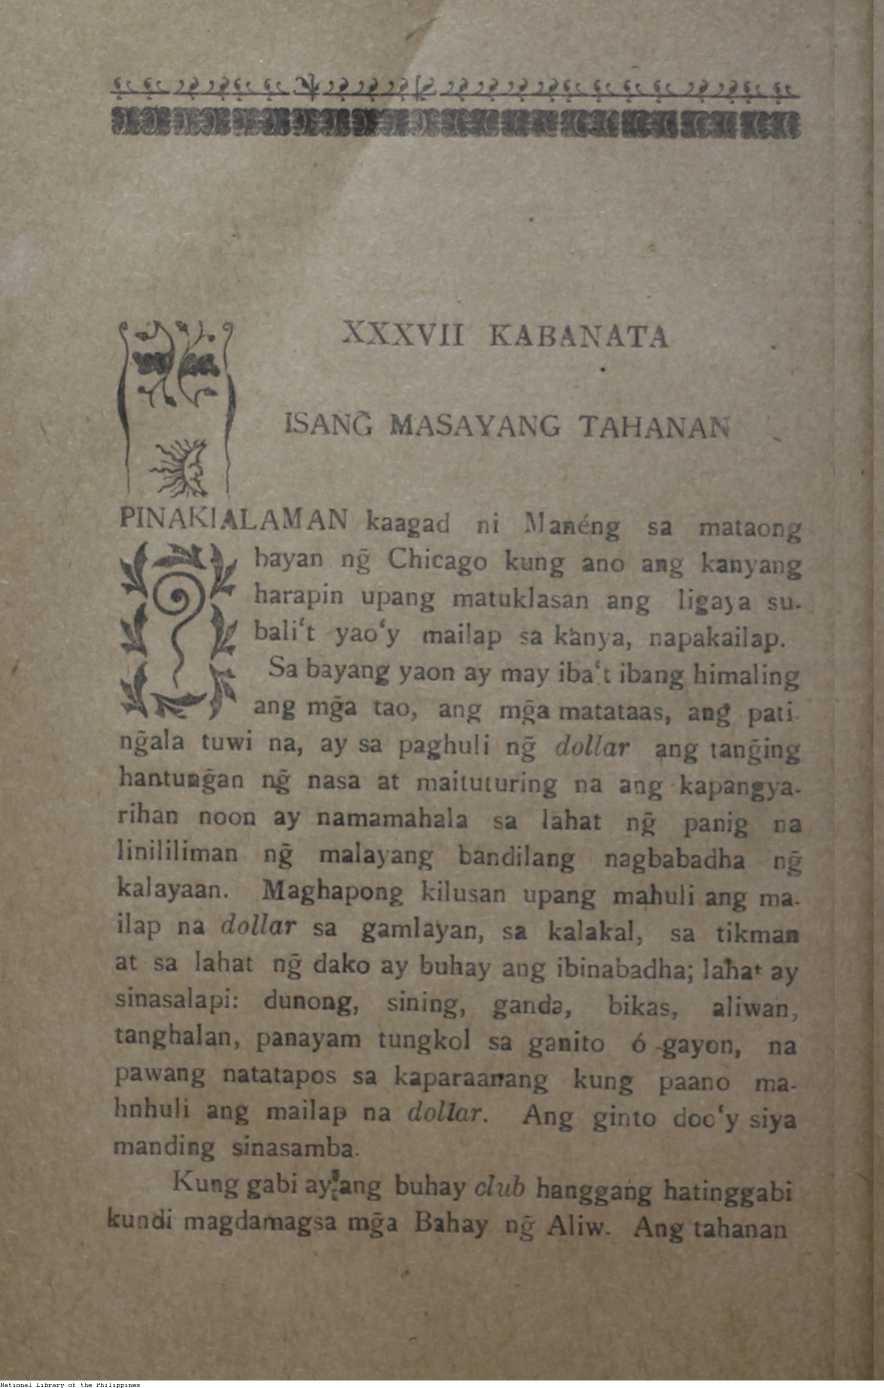 XXXVII KABANATA
ISANG̃ MASAYANG TAHANAN
PINAKIALAMAN kaagad ni Manéng sa mataong
bayan ng̃ Chicago kung ano ang kanyang
harapin upang matuklasan ang ligaya su-
bali‘t yao‘y mailap sa kanya, napakailap.
Sa bayang yaon ay may iba‘t ibang himaling
ang mg̃a tao, ang mg̃a matataas, ang̃ pati
ng̃ala tuwi na, ay sa paghuli ng̃ dollar ang tang̃ing
hantung̃an ng̃ nasa at maituturing na ang kapangya-
rihan noon ay namamahala sa lahat ng̃ panig na
linililiman ng̃ malayang bandilang nagbabadha ng̃
kalayaan. Maghapong kilusan upang mahuli ang ma-
ilap na dollar sa gamlayan, sa kalakal, sa tikman
at sa lahat ng̃ dako ay buhay ang ibinabadha; lahat ay
sinasalapi: dunong, sining, ganda, bikas, aliwan,
tanghalan, panayam tungkol sa ganito ó gayon, na
pawang natatapos sa kaparaanang kung paano ma-
hnhuli ang mailap na dollar. Ang ginto doo‘y siya
manding sinasamba.
Kung gabi ay ang buhay club hanggang hatinggabi
kundi magdamagsa mg̃a Bahay ng̃ Aliw. Ang tahanan
National Library of the Philippines